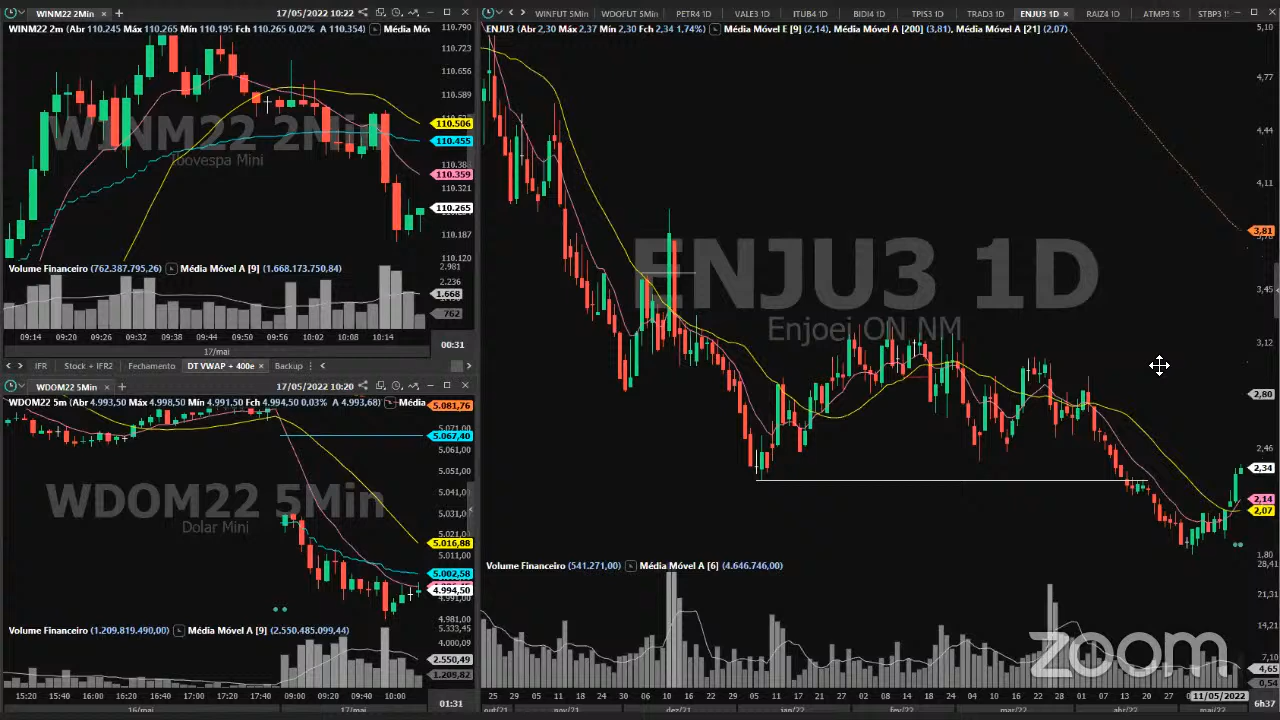 WINM22 2Min
17/05/2022 10:22
WINM22 2m (Abr 110.245 Máx 110.265 Mín 110.195 Fch 110.265 0,02% A 110.354) Média Móv
110.790
110.723
110.656
110.589
110.506
110.455
110.388
110.359
110.321
110.265
110.187
110.120
WINM22 2Min
Ibovespa Mini
Volume Financeiro (762.387.795,26) Média Móvel A [9] (1.668.173.750,84)
2.981
2.236
1.668
762
09:14 09:20 09:26 09:32 09:38 09:44 09:50 09:56 10:02 10:08 10:14
00:31
17/mai
IFR Stock + IFR2 Fechamento DT VWAP + 400e Backup
WDOM22 5Min
17/05/2022 10:20
WDOM22 5m (Abr 4.993,50 Máx 4.998,50 Mín 4.991,50 Fch 4.994,50 0,03% A 4.993,68) Média
5.081,76
5.071,00
5.067,40
5.061,00
5.051,00
5.041,00
5.031,00
5.016,88
5.011,00
5.002,58
4.994,50
4.991,00
4.981,00
WDOM22 5Min
Dolar Mini
Volume Financeiro (1.209.819.490,00) Média Móvel A [9] (2.550.485.099,44)
5.333,45
4.000,09
2.550,49
1.209,82
15:20 15:40 16:00 16:20 16:40 17:00 17:20 17:40 09:00 09:20 09:40 10:00
01:31
16/mai 17/mai
WINFUT 5Min WDOFUT 5Min PETR4 1D VALE3 1D ITUB4 1D BIDI4 1D TPIS3 1D TRAD3 1D ENJU3 1D RAIZ4 1D ATMP3 1S STBP3 1
ENJU3 (Abr 2,30 Máx 2,37 Mín 2,30 Fch 2,34 1,74%) Média Móvel E [9] (2,14), Média Móvel A [200] (3,81), Média Móvel A [21] (2,07)
5,10
4,77
4,44
4,11
3,81
3,45
3,12
2,80
2,46
2,34
2,14
2,07
1,80
ENJU3 1D
Enjoei ON NM
Volume Financeiro (541.271,00) Média Móvel A [6] (4.646.746,00)
28,41
21,31
14,21
7,10
4,65
0,54
zoom
25 29 05 11 18 24 30 06 10 16 22 29 05 11 17 21 27 02 08 14 18 24 04 10 16 22 28 01 07 13 20 27 11/05/2022
6h37
out/21 nov/21 dez/21 jan/22 fev/22 mar/22 abr/22 mai/22